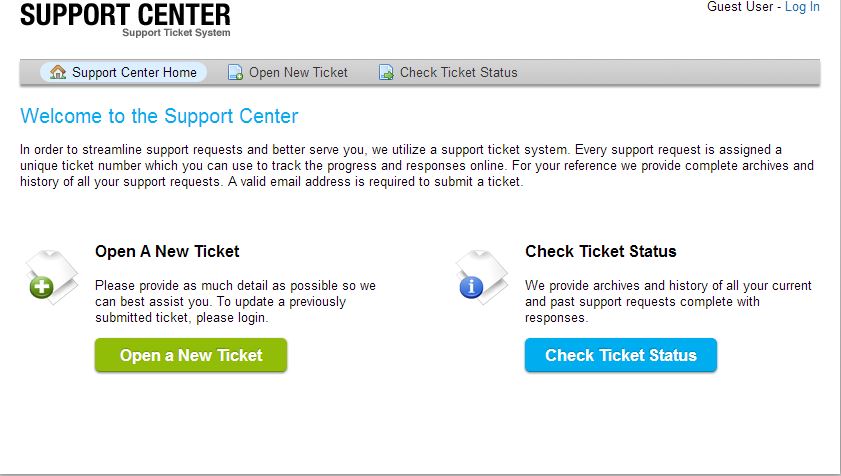 SUPPORT CENTER
Support Ticket System
Guest User - Log In
Support Center Home
Open New Ticket
Check Ticket Status
Welcome to the Support Center
In order to streamline support requests and better serve you, we utilize a support ticket system. Every support request is assigned a
unique ticket number which you can use to track the progress and responses online. For your reference we provide complete archives and
history of all your support requests. A valid email address is required to submit a ticket.
Open A New Ticket
Please provide as much detail as possible so we
can best assist you. To update a previously
submitted ticket, please login.
Open a New Ticket
Check Ticket Status
We provide archives and history of all your current
and past support requests complete with
responses.
Check Ticket Status